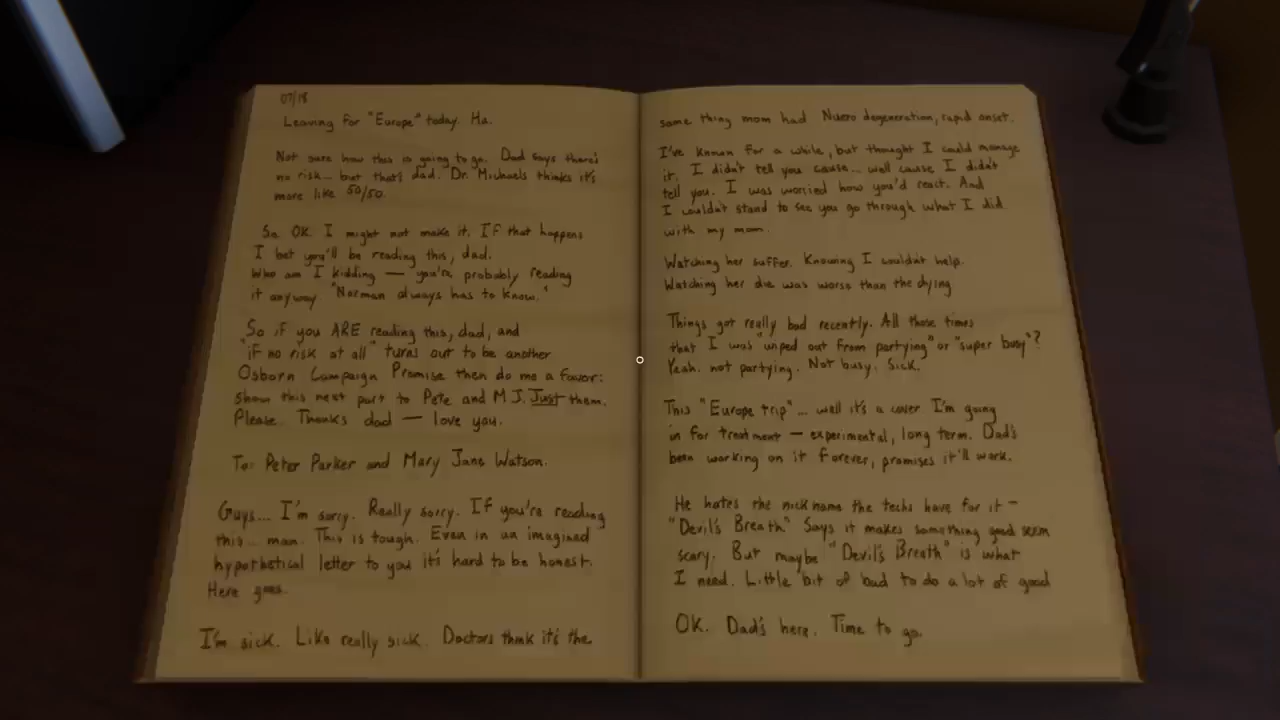 07/18
Leaving for "Europe" today. Ha.
Not sure how this is going to go. Dad says there's
no risk... but that's dad. Dr. Michaels thinks it's
more like 50/50.
So. OK. I might not make it. If that happens
I bet you'll be reading this, dad.
Who am I kidding — you're probably reading
it anyway. "Norman always has to know."
So if you ARE reading this, dad, and
"if no risk at all" turns out to be another
Osborn Campaign Promise then do me a favor:
show this next part to Pete and MJ. Just them.
Please. Thanks dad — love you.
To: Peter Parker and Mary Jane Watson.
Guys... I'm sorry. Really sorry. If you're reading
this... man. This is tough. Even in an imagined
hypothetical letter to you it's hard to be honest.
Here goes.
I'm sick. Like really sick. Doctors think it's the
same thing mom had Nuero degeneration, rapid onset.
I've known for a while, but thought I could manage
it. I didn't tell you cause... well cause I didn't
tell you. I was worried how you'd react. And
I couldn't stand to see you go through what I did
with my mom.
Watching her suffer. Knowing I couldn't help.
Watching her die was worse than the dying
Things got really bad recently. All those times
that I was "wiped out from partying" or "super busy"?
Yeah. not partying. Not busy. Sick.
This "Europe trip"... well it's a cover I'm going
in for treatment — experimental, long term. Dad's
been working on it forever, promises it'll work.
He hates the nickname the techs have for it —
"Devil's Breath." Says it makes something good seem
scary. But maybe "Devil's Breath" is what
I need. Little bit of bad to do a lot of good
OK. Dad's here. Time to go.